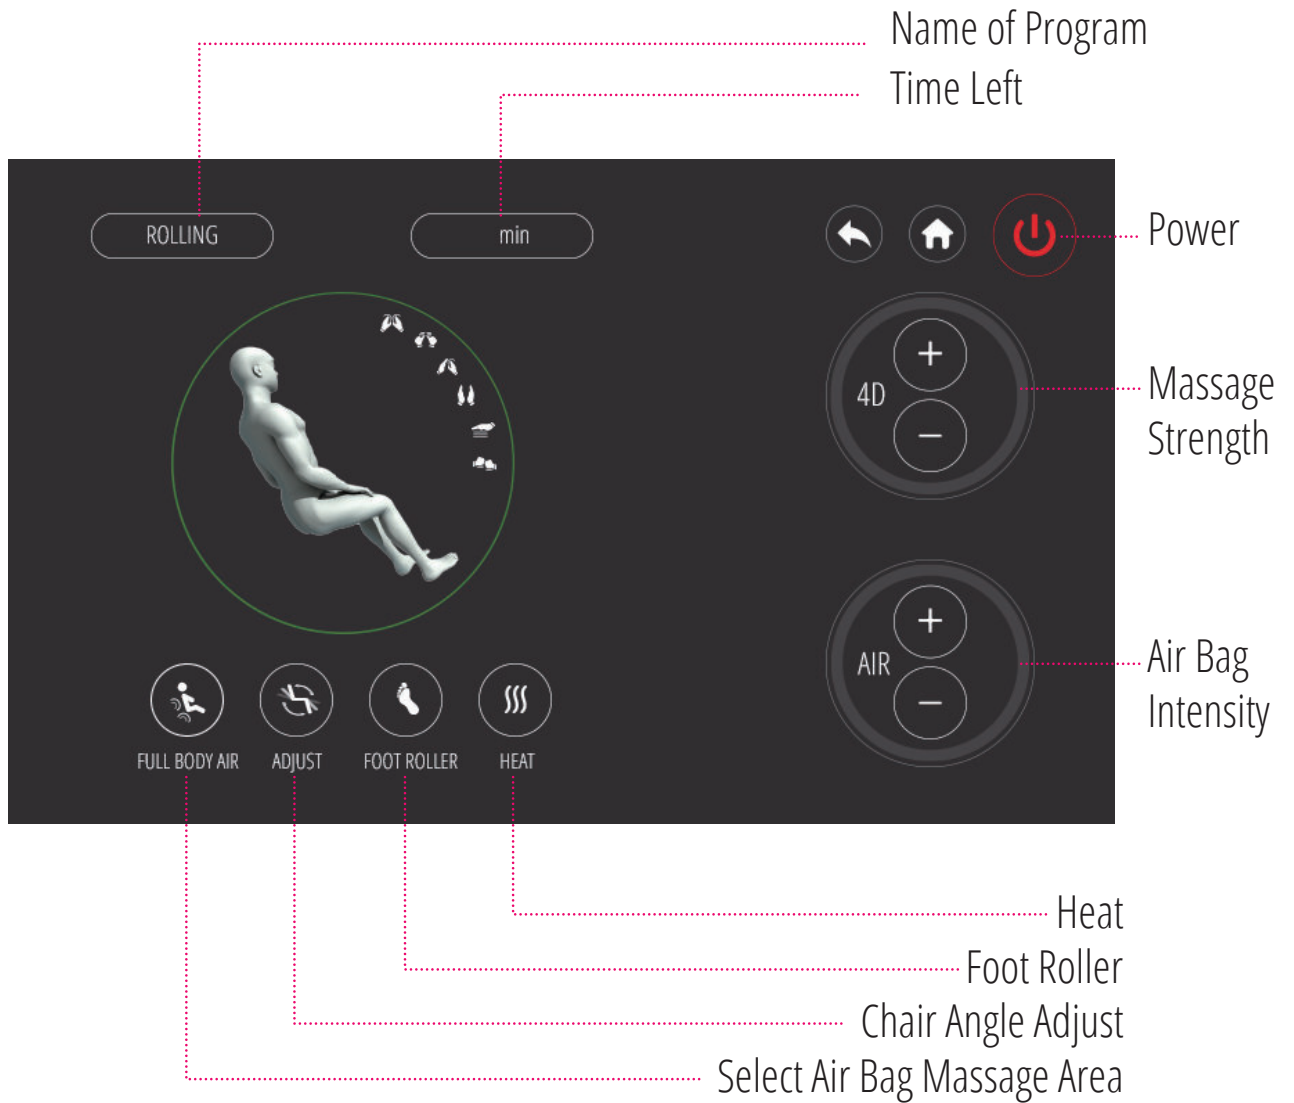 Name of Program
Time Left
ROLLING
min
Power
4D
Massage
Strength
AIR
Air Bag
Intensity
FULL BODY AIR
ADJUST
FOOT ROLLER
HEAT
Heat
Foot Roller
Chair Angle Adjust
Select Air Bag Massage Area